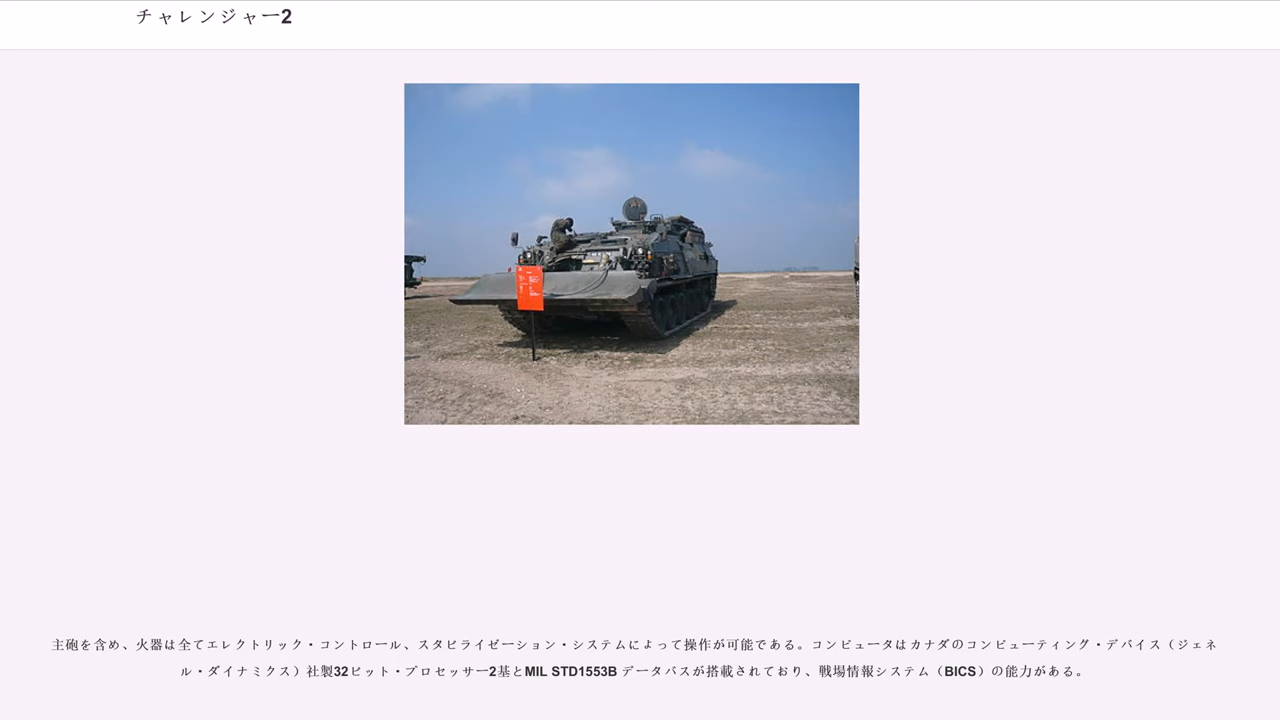 チャレンジャー2
主砲を含め、火器は全てエレクトリック・コントロール、スタビライゼーション・システムによって操作が可能である。コンピュータはカナダのコンピューティング・デバイス（ジェネ
ル・ダイナミクス）社製32ビット・プロセッサー2基とMIL STD1553B データバスが搭載されており、戦場情報システム（BICS）の能力がある。